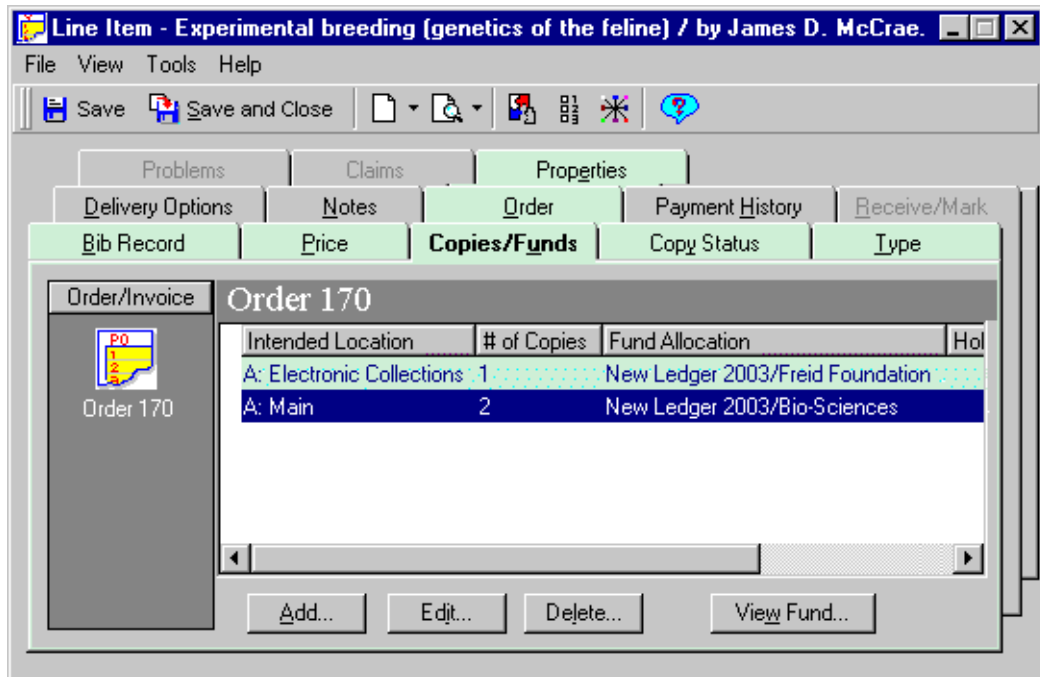 Line Item - Experimental breeding (genetics of the feline) / by James D. McCrae.
File View Tools Help
Save Save and Close
Problems Claims Properties
Delivery Options Notes Order Payment History Receive/Mark
Bib Record Price Copies/Funds Copy Status Type
Order/Invoice Order 170
Intended Location # of Copies Fund Allocation Hol
A: Electronic Collections 1 New Ledger 2003/Freid Foundation
A: Main 2 New Ledger 2003/Bio-Sciences
PO
1
2
Order 170
Add... Edit... Delete... View Fund...